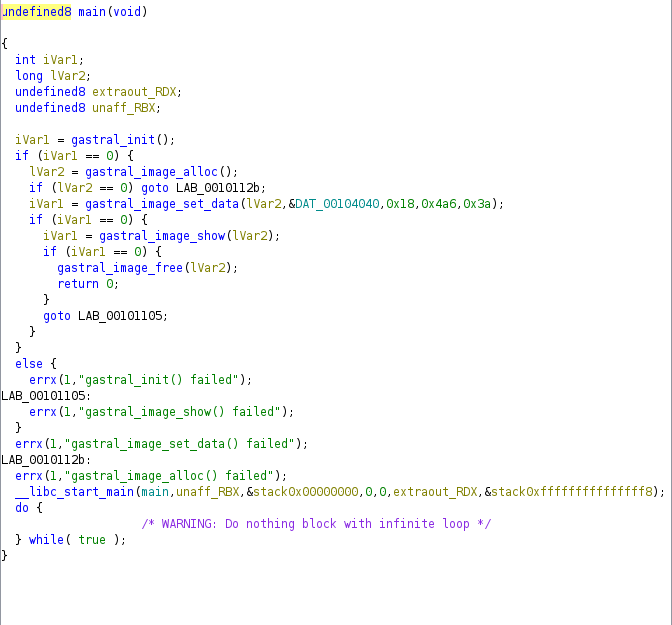 undefined8 main(void)
{
int iVar1;
long lVar2;
undefined8 extraout_RDX;
undefined8 unaff_RBX;
iVar1 = gastral_init();
if (iVar1 == 0) {
lVar2 = gastral_image_alloc();
if (lVar2 == 0) goto LAB_0010112b;
iVar1 = gastral_image_set_data(lVar2,&DAT_00104040,0x18,0x4a6,0x3a);
if (iVar1 == 0) {
iVar1 = gastral_image_show(lVar2);
if (iVar1 == 0) {
gastral_image_free(lVar2);
return 0;
}
goto LAB_00101105;
}
}
else {
errx(1,"gastral_init() failed");
LAB_00101105:
errx(1,"gastral_image_show() failed");
}
errx(1,"gastral_image_set_data() failed");
LAB_0010112b:
errx(1,"gastral_image_alloc() failed");
__libc_start_main(main,unaff_RBX,&stack0x00000000,0,0,extraout_RDX,&stack0xfffffffffffffff8);
do {
/* WARNING: Do nothing block with infinite loop */
} while( true );
}